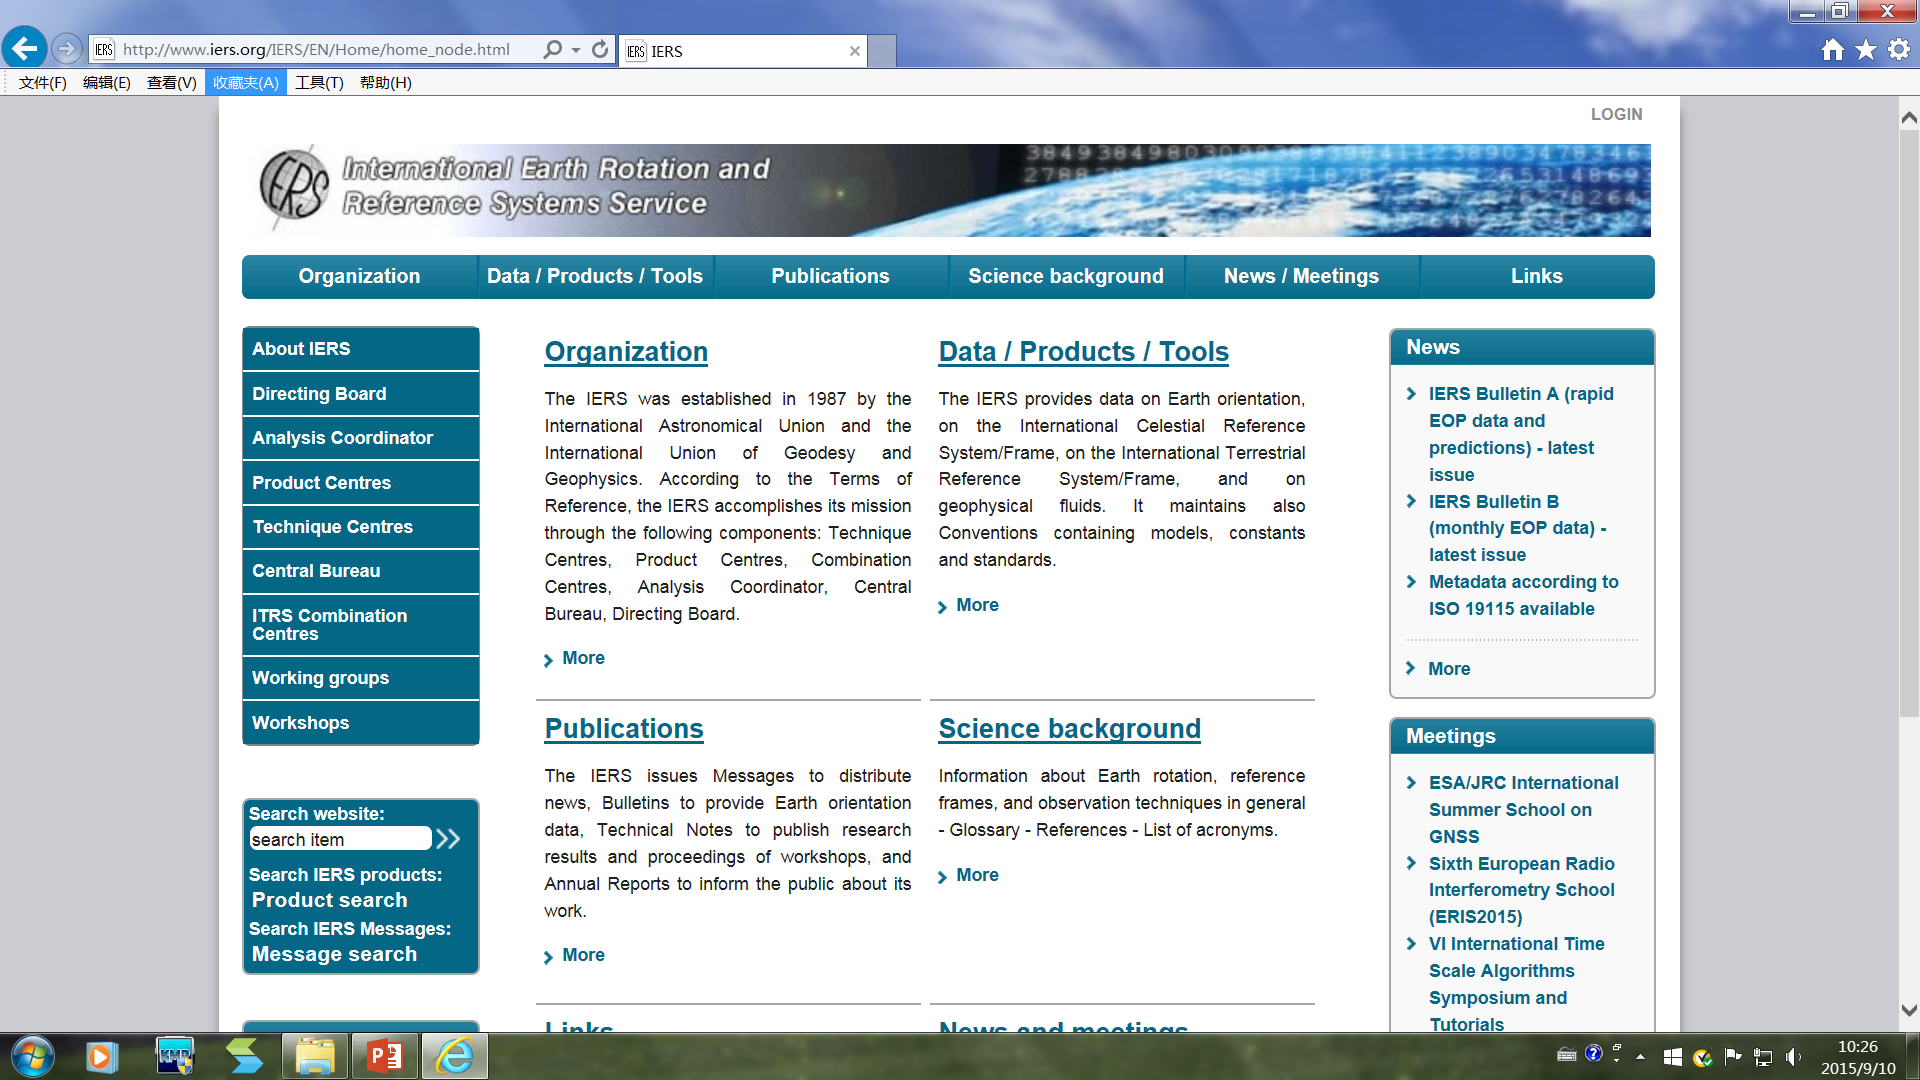 http://www.iers.org/IERS/EN/Home/home_node.html
IERS
文件(F) 编辑(E) 查看(V) 收藏夹(A) 工具(T) 帮助(H)
LOGIN
IERS
International Earth Rotation and
Reference Systems Service
Organization
Data / Products / Tools
Publications
Science background
News / Meetings
Links
About IERS
Directing Board
Analysis Coordinator
Product Centres
Technique Centres
Central Bureau
ITRS Combination
Centres
Working groups
Workshops
Search website:
search item
Search IERS products:
Product search
Search IERS Messages:
Message search
Organization
The IERS was established in 1987 by the
International Astronomical Union and the
International Union of Geodesy and
Geophysics. According to the Terms of
Reference, the IERS accomplishes its mission
through the following components: Technique
Centres, Product Centres, Combination
Centres, Analysis Coordinator, Central
Bureau, Directing Board.
More
Data / Products / Tools
The IERS provides data on Earth orientation,
on the International Celestial Reference
System/Frame, on the International Terrestrial
Reference System/Frame, and on
geophysical fluids. It maintains also
Conventions containing models, constants
and standards.
More
Publications
The IERS issues Messages to distribute
news, Bulletins to provide Earth orientation
data, Technical Notes to publish research
results and proceedings of workshops, and
Annual Reports to inform the public about its
work.
More
Science background
Information about Earth rotation, reference
frames, and observation techniques in general
- Glossary - References - List of acronyms.
More
Links
News and meetings
News
IERS Bulletin A (rapid
EOP data and
predictions) - latest
issue
IERS Bulletin B
(monthly EOP data) -
latest issue
Metadata according to
ISO 19115 available
More
Meetings
ESA/JRC International
Summer School on
GNSS
Sixth European Radio
Interferometry School
(ERIS2015)
VI International Time
Scale Algorithms
Symposium and
Tutorials
KMP
10:26
2015/9/10